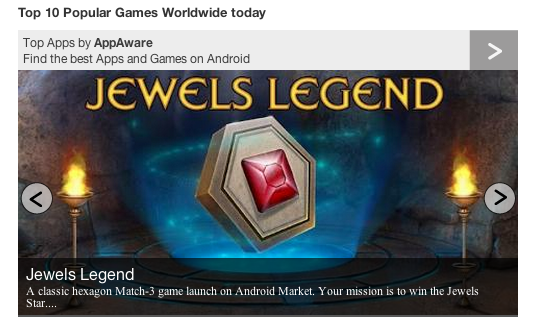 Top 10 Popular Games Worldwide today
Top Apps by AppAware
Find the best Apps and Games on Android
JEWELS LEGEND
Jewels Legend
A classic hexagon Match-3 game launch on Android Market. Your mission is to win the Jewels
Star....